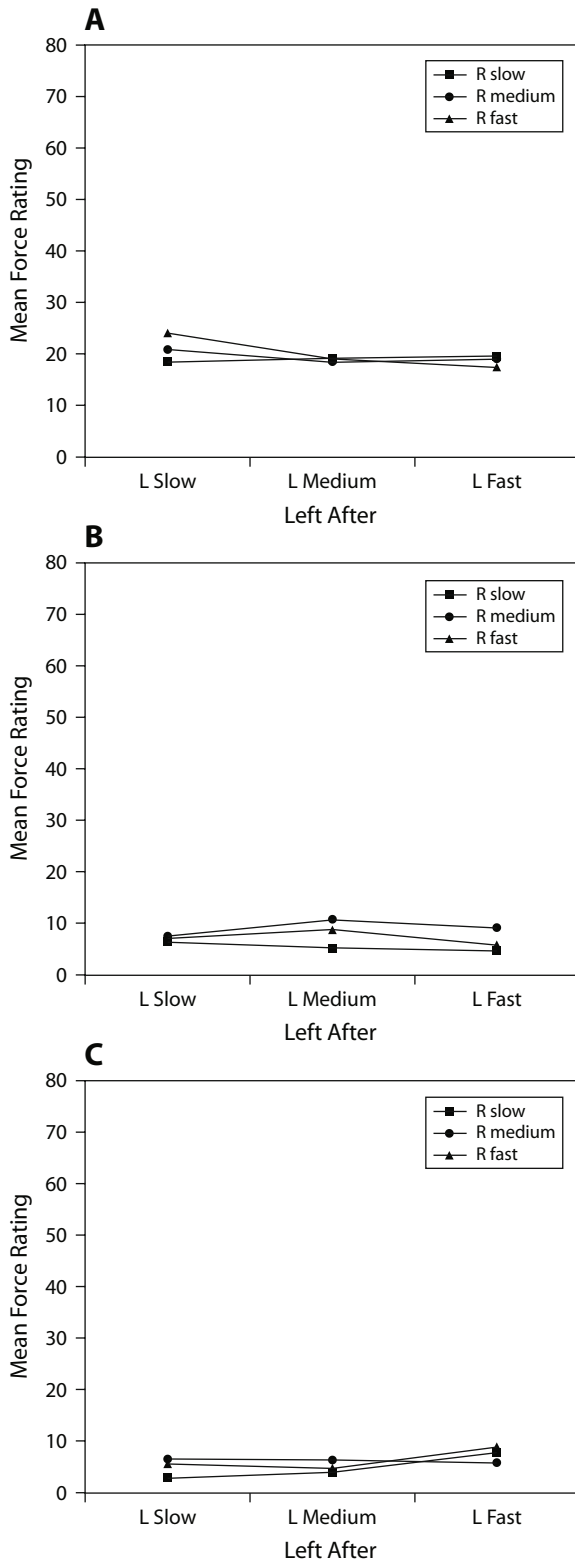 A
80
70
60
50
40
30
20
10
0
Mean Force Rating
R slow
R medium
R fast
L Slow L Medium L Fast
Left After
B
80
70
60
50
40
30
20
10
0
Mean Force Rating
R slow
R medium
R fast
L Slow L Medium L Fast
Left After
C
80
70
60
50
40
30
20
10
0
Mean Force Rating
R slow
R medium
R fast
L Slow L Medium L Fast
Left After